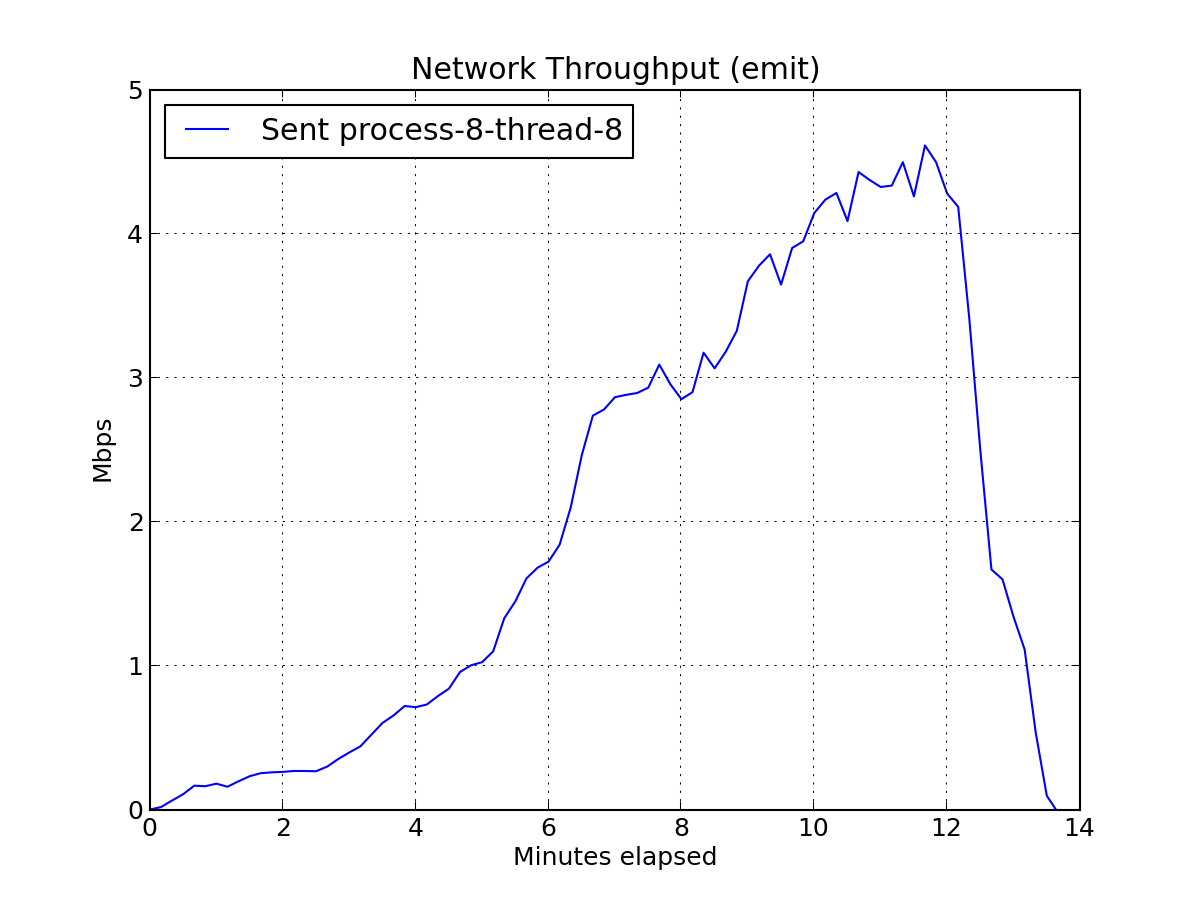 Network Throughput (emit)
Sent process-8-thread-8
5
4
3
2
1
0
Mbps
0 2 4 6 8 10 12 14
Minutes elapsed